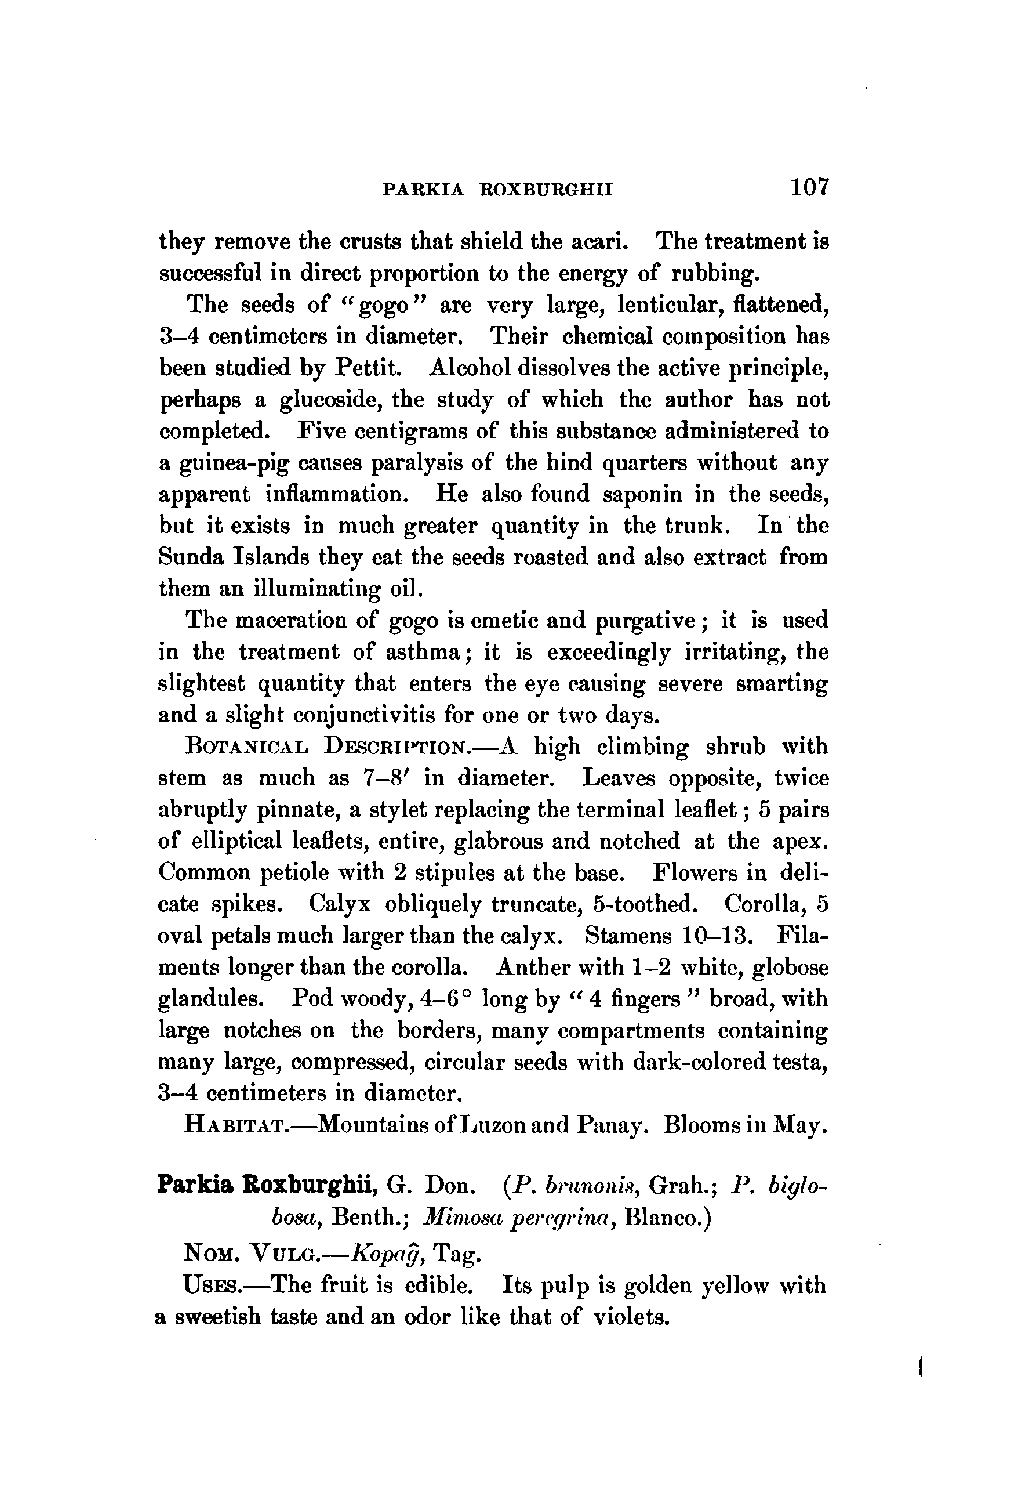 PARKIA ROXBURGHII 107
they remove the crusts that shield the acari. The treatment is
successful in direct proportion to the energy of rubbing.
The seeds of “gogo” are very large, lenticular, flattened,
3–4 centimeters in diameter. Their chemical composition has
been studied by Pettit. Alcohol dissolves the active principle,
perhaps a glucoside, the study of which the author has not
completed. Five centigrams of this substance administered to
a guinea-pig causes paralysis of the hind quarters without any
apparent inflammation. He also found saponin in the seeds,
but it exists in much greater quantity in the trunk. In the
Sunda Islands they eat the seeds roasted and also extract from
them an illuminating oil.
The maceration of gogo is emetic and purgative; it is used
in the treatment of asthma; it is exceedingly irritating, the
slightest quantity that enters the eye causing severe smarting
and a slight conjunctivitis for one or two days.
BOTANICAL DESCRIPTION.—A high climbing shrub with
stem as much as 7–8′ in diameter. Leaves opposite, twice
abruptly pinnate, a stylet replacing the terminal leaflet; 5 pairs
of elliptical leaflets, entire, glabrous and notched at the apex.
Common petiole with 2 stipules at the base. Flowers in deli-
cate spikes. Calyx obliquely truncate, 5-toothed. Corolla, 5
oval petals much larger than the calyx. Stamens 10–13. Fila-
ments longer than the corolla. Anther with 1–2 white, globose
glandules. Pod woody, 4–6° long by “4 fingers” broad, with
large notches on the borders, many compartments containing
many large, compressed, circular seeds with dark-colored testa,
3–4 centimeters in diameter.
HABITAT.—Mountains of Luzon and Panay. Blooms in May.
Parkia Roxburghii, G. Don. (P. brunonis, Grah.; P. biglo-
bosa, Benth.; Mimosa peregrina, Blanco.)
NOM. VULG.—Kopag̃, Tag.
USES.—The fruit is edible. Its pulp is golden yellow with
a sweetish taste and an odor like that of violets.